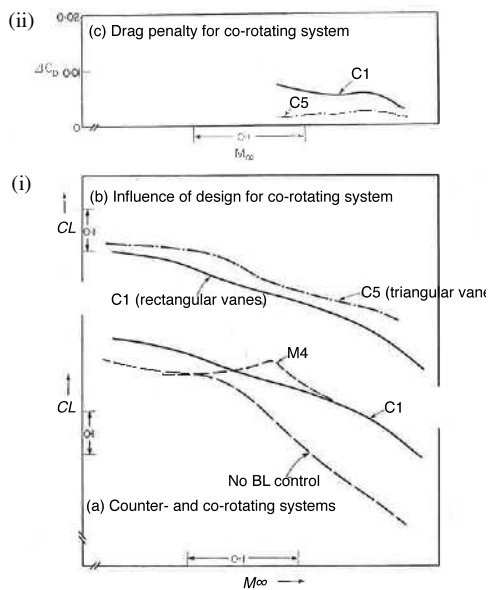 (ii)
0·02
(c) Drag penalty for co-rotating system
ΔCD 0·01
C1
C5
0
0·1
M∞
(i)
(b) Influence of design for co-rotating system
CL
0·1
C1 (rectangular vanes)
C5 (triangular vane
M4
CL
0·1
C1
No BL control
(a) Counter- and co-rotating systems
0·1
M∞